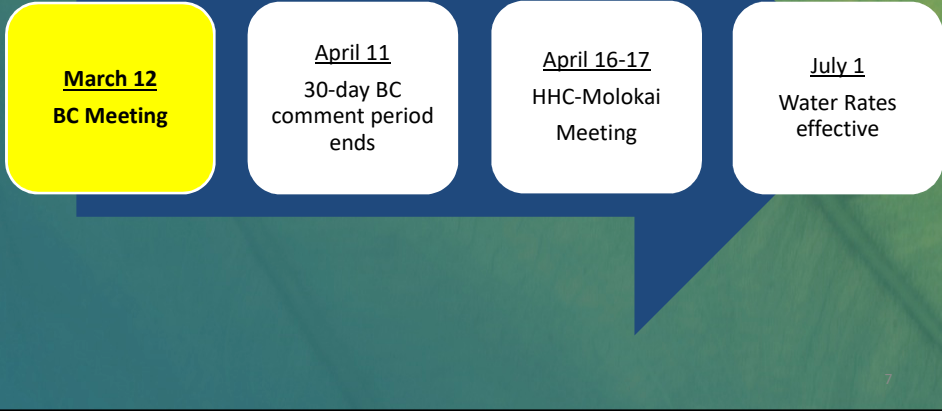 March 12
BC Meeting
April 11
30-day BC
comment period
ends
April 16-17
HHC-Molokai
Meeting
July 1
Water Rates
effective
7